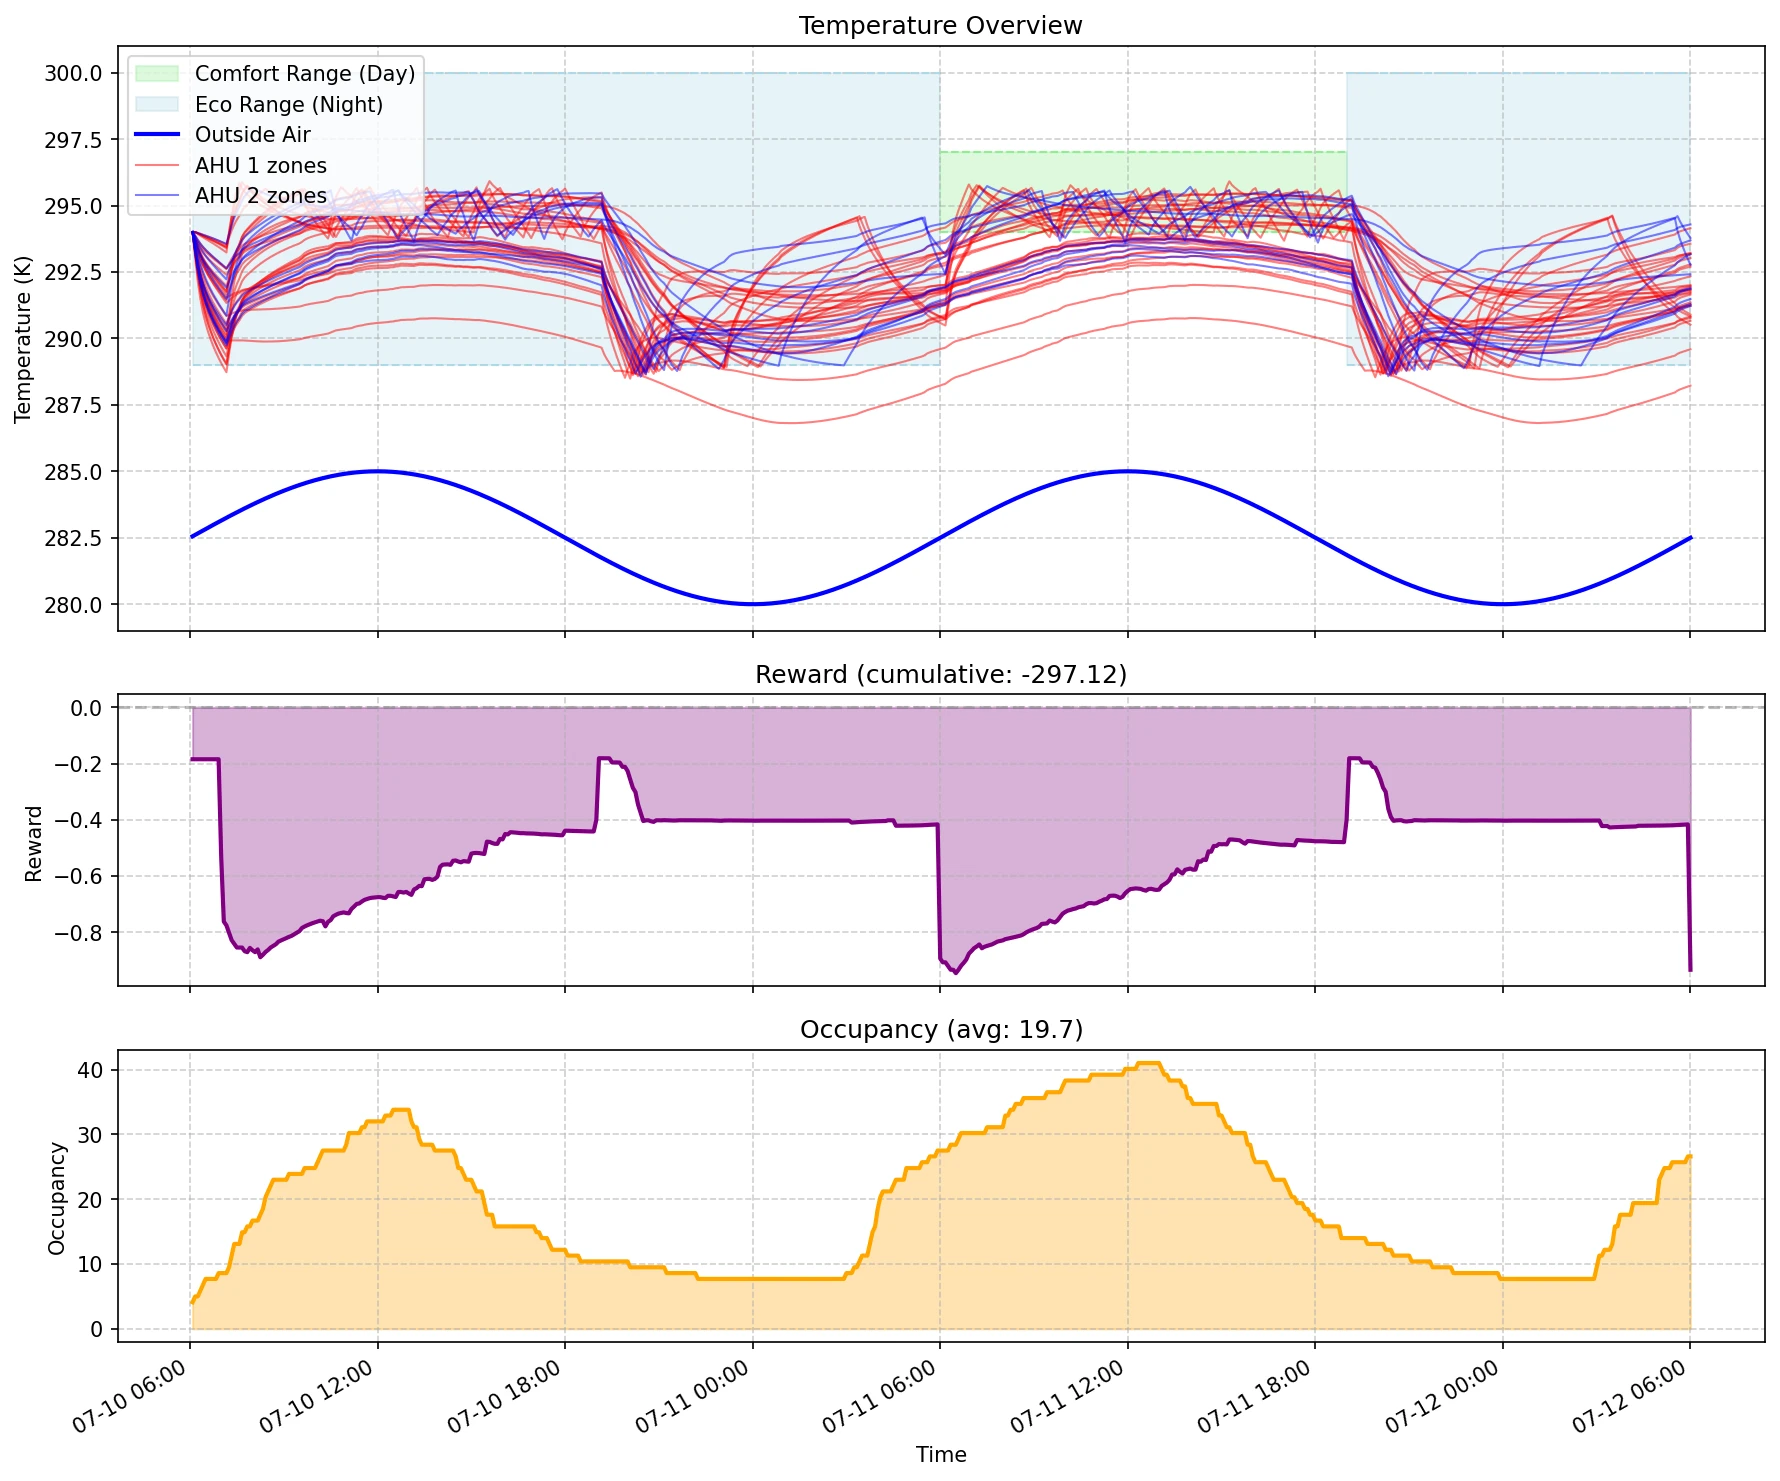 Temperature Overview
Temperature (K)
300.0
297.5
295.0
292.5
290.0
287.5
285.0
282.5
280.0
Comfort Range (Day)
Eco Range (Night)
Outside Air
AHU 1 zones
AHU 2 zones
Reward (cumulative: -297.12)
Reward
0.0
−0.2
−0.4
−0.6
−0.8
Occupancy (avg: 19.7)
Occupancy
40
30
20
10
0
07-10 06:00
07-10 12:00
07-10 18:00
07-11 00:00
07-11 06:00
07-11 12:00
07-11 18:00
07-12 00:00
07-12 06:00
Time